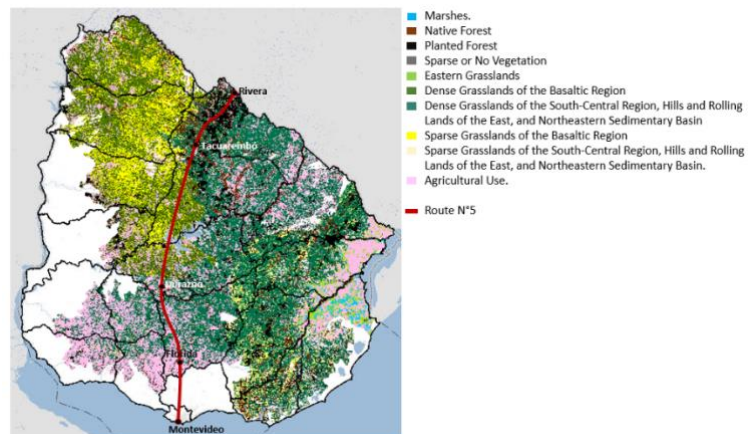 Rivera
Tacuarembó
Durazno
Florida
Montevideo
Marshes.
Native Forest
Planted Forest
Sparse or No Vegetation
Eastern Grasslands
Dense Grasslands of the Basaltic Region
Dense Grasslands of the South-Central Region, Hills and Rolling
Lands of the East, and Northeastern Sedimentary Basin
Sparse Grasslands of the Basaltic Region
Sparse Grasslands of the South-Central Region, Hills and Rolling
Lands of the East, and Northeastern Sedimentary Basin.
Agricultural Use.
Route N°5